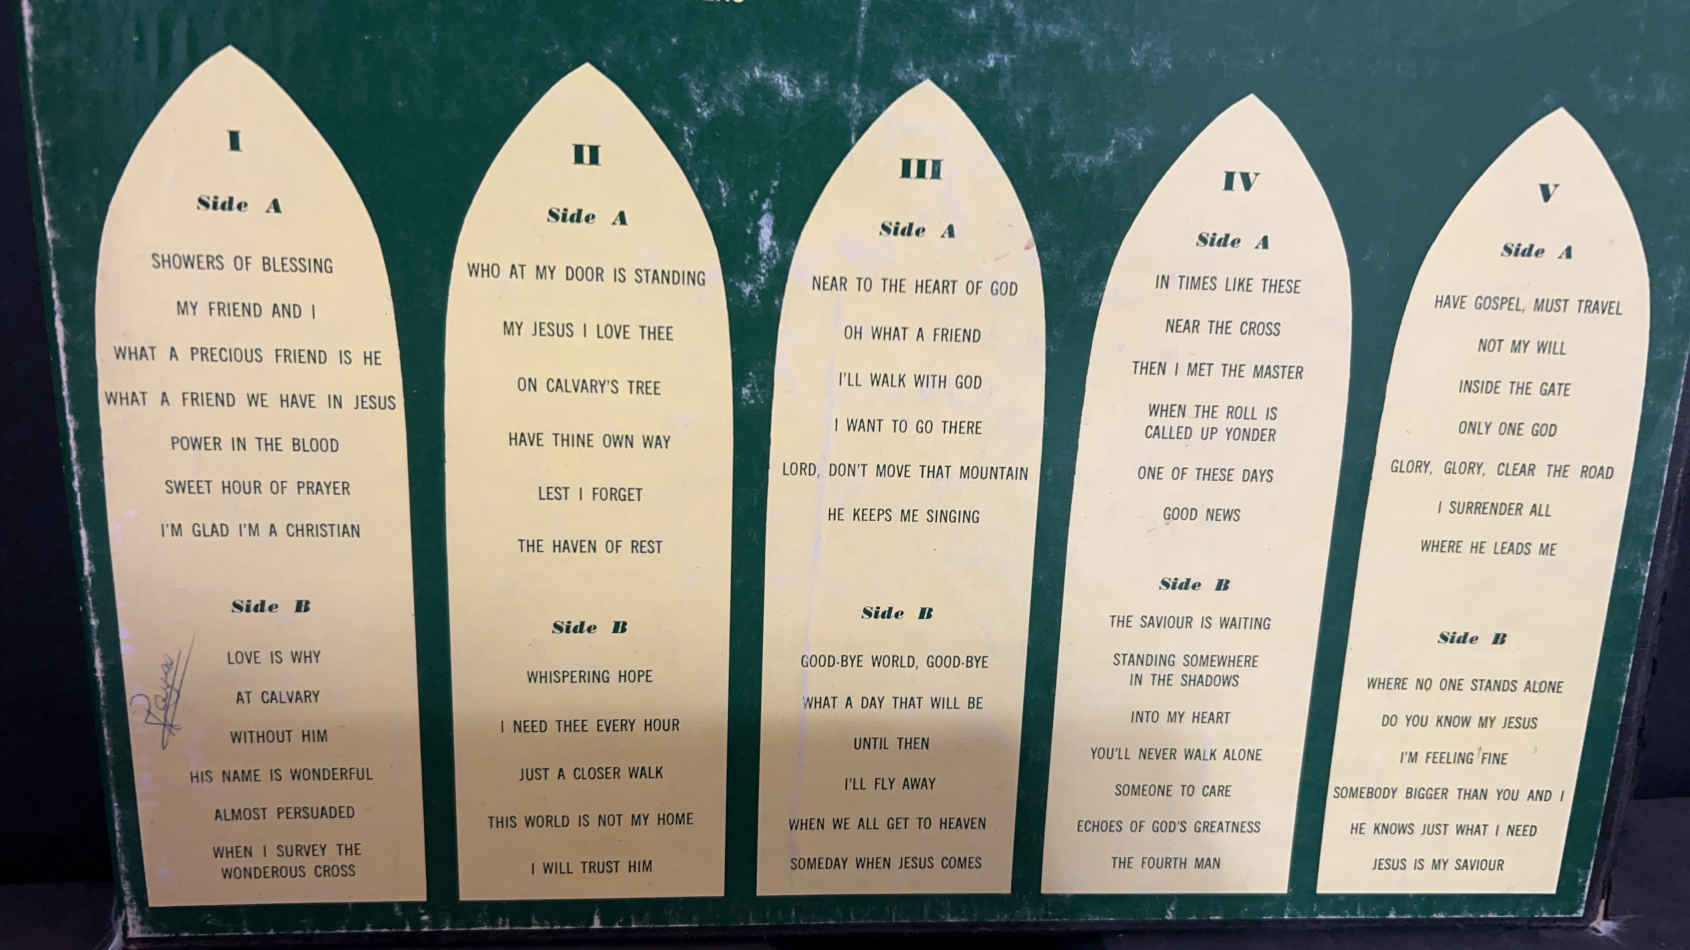 I
Side A
SHOWERS OF BLESSING
MY FRIEND AND I
WHAT A PRECIOUS FRIEND IS HE
WHAT A FRIEND WE HAVE IN JESUS
POWER IN THE BLOOD
SWEET HOUR OF PRAYER
I'M GLAD I'M A CHRISTIAN
Side B
LOVE IS WHY
AT CALVARY
WITHOUT HIM
HIS NAME IS WONDERFUL
ALMOST PERSUADED
WHEN I SURVEY THE
WONDEROUS CROSS
II
Side A
WHO AT MY DOOR IS STANDING
MY JESUS I LOVE THEE
ON CALVARY'S TREE
HAVE THINE OWN WAY
LEST I FORGET
THE HAVEN OF REST
Side B
WHISPERING HOPE
I NEED THEE EVERY HOUR
JUST A CLOSER WALK
THIS WORLD IS NOT MY HOME
I WILL TRUST HIM
III
Side A
NEAR TO THE HEART OF GOD
OH WHAT A FRIEND
I'LL WALK WITH GOD
I WANT TO GO THERE
LORD, DON'T MOVE THAT MOUNTAIN
HE KEEPS ME SINGING
Side B
GOOD-BYE WORLD, GOOD-BYE
WHAT A DAY THAT WILL BE
UNTIL THEN
I'LL FLY AWAY
WHEN WE ALL GET TO HEAVEN
SOMEDAY WHEN JESUS COMES
IV
Side A
IN TIMES LIKE THESE
NEAR THE CROSS
THEN I MET THE MASTER
WHEN THE ROLL IS
CALLED UP YONDER
ONE OF THESE DAYS
GOOD NEWS
Side B
THE SAVIOUR IS WAITING
STANDING SOMEWHERE
IN THE SHADOWS
INTO MY HEART
YOU'LL NEVER WALK ALONE
SOMEONE TO CARE
ECHOES OF GOD'S GREATNESS
THE FOURTH MAN
V
Side A
HAVE GOSPEL, MUST TRAVEL
NOT MY WILL
INSIDE THE GATE
ONLY ONE GOD
GLORY, GLORY, CLEAR THE ROAD
I SURRENDER ALL
WHERE HE LEADS ME
Side B
WHERE NO ONE STANDS ALONE
DO YOU KNOW MY JESUS
I'M FEELING FINE
SOMEBODY BIGGER THAN YOU AND I
HE KNOWS JUST WHAT I NEED
JESUS IS MY SAVIOUR